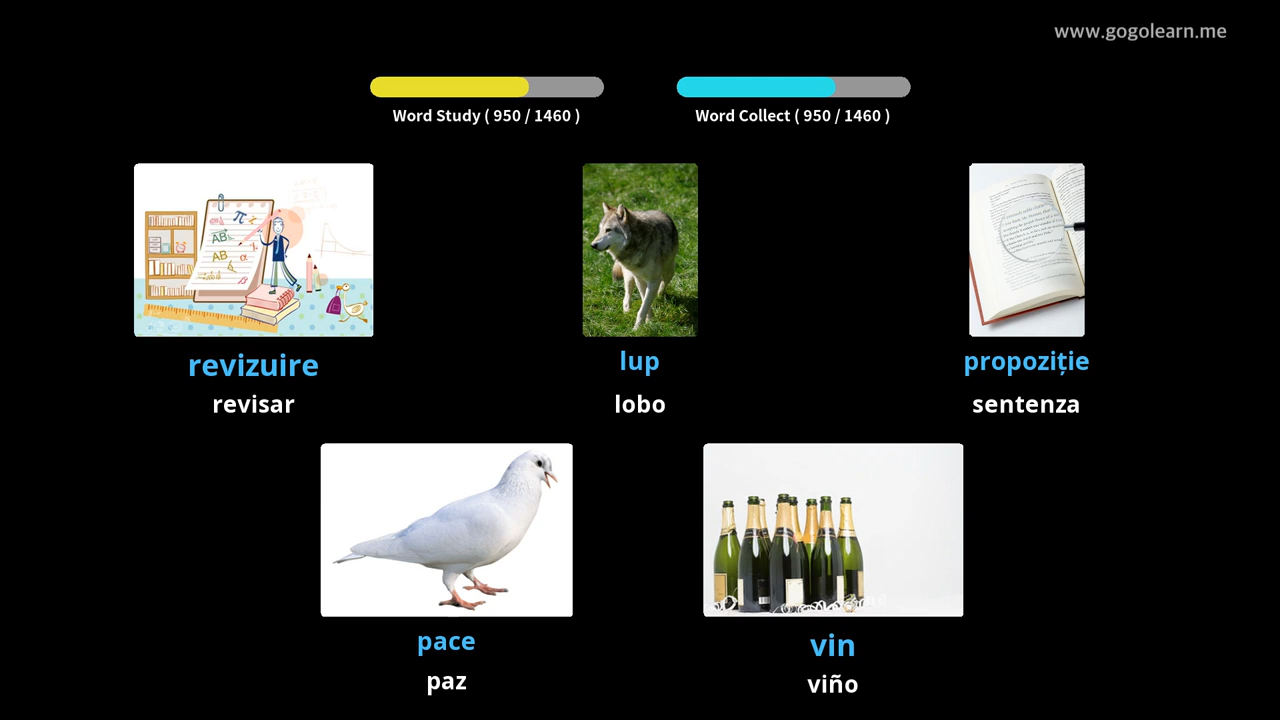 www.gogolearn.me
Word Study ( 950 / 1460 )
Word Collect ( 950 / 1460 )
revizuire
revisar
lup
lobo
propoziție
sentenza
pace
paz
vin
viño